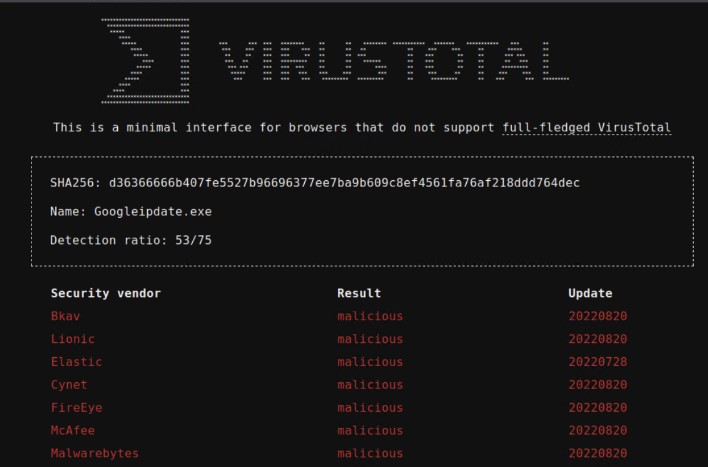 VIRUSTOTAL
This is a minimal interface for browsers that do not support full-fledged VirusTotal
SHA256: d36366666b407fe5527b96696377ee7ba9b609c8ef4561fa76af218ddd764dec
Name: Googleipdate.exe
Detection ratio: 53/75
Security vendor Result Update
Bkav malicious 20220820
Lionic malicious 20220820
Elastic malicious 20220728
Cynet malicious 20220820
FireEye malicious 20220820
McAfee malicious 20220820
Malwarebytes malicious 20220820